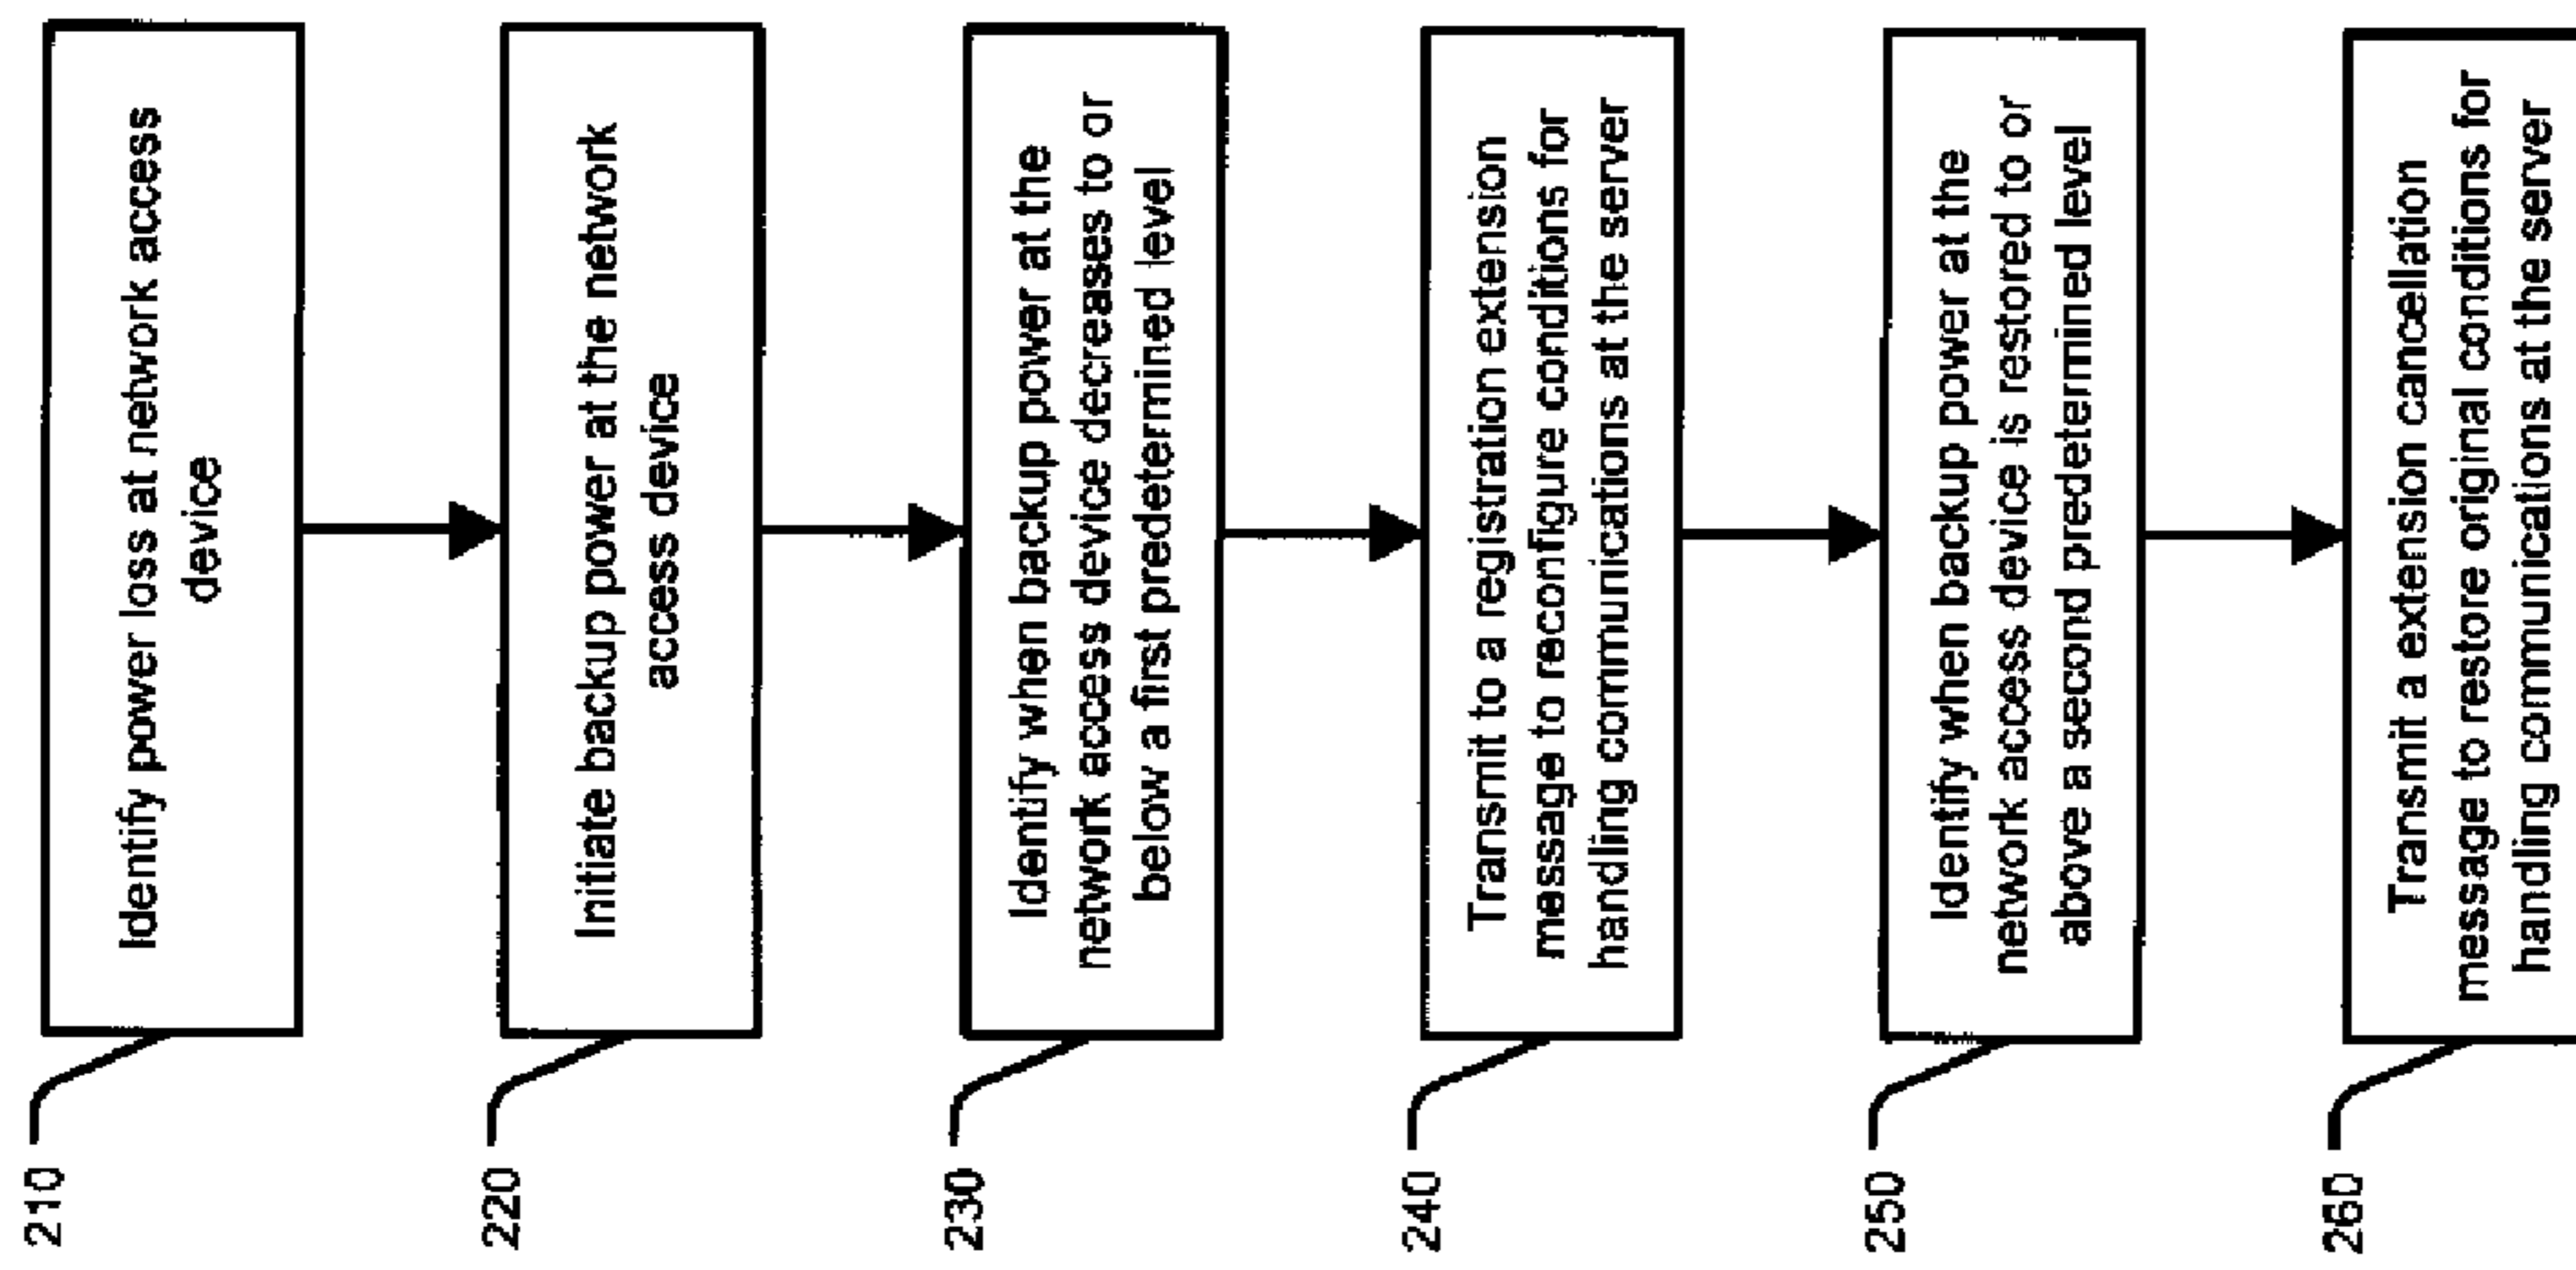 210
Identify power loss at network access
device
220
Initiate backup power at the network
access device
230
Identify when backup power at the
network access device decreases to or
below a first predetermined level
240
Transmit to a registration extension
message to reconfigure conditions for
handling communications at the server
250
Identify when backup power at the
network access device is restored to or
above a second predetermined level
260
Transmit a extension cancellation
message to restore original conditions for
handling communications at the server